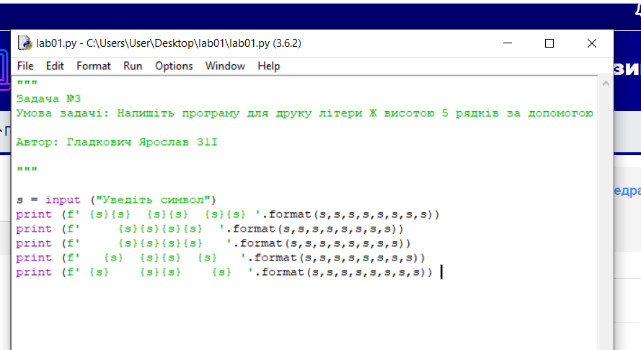 lab01.py - C:\Users\User\Desktop\lab01\lab01.py (3.6.2)
File Edit Format Run Options Window Help
"""
Задача №3
Умова задачі: Напишіть програму для друку літери Ж висотою 5 рядків за допомогою
Автор: Гладкович Ярослав 31І
"""
s = input ("Уведіть символ")
print (f' {s}{s}  {s}{s}  {s}{s} '.format(s,s,s,s,s,s,s,s))
print (f'     {s}{s}{s}{s}  '.format(s,s,s,s,s,s,s,s))
print (f'     {s}{s}{s}{s}   '.format(s,s,s,s,s,s,s,s))
print (f'   {s}  {s}{s}  {s}   '.format(s,s,s,s,s,s,s,s))
print (f' {s}    {s}{s}    {s}  '.format(s,s,s,s,s,s,s,s))